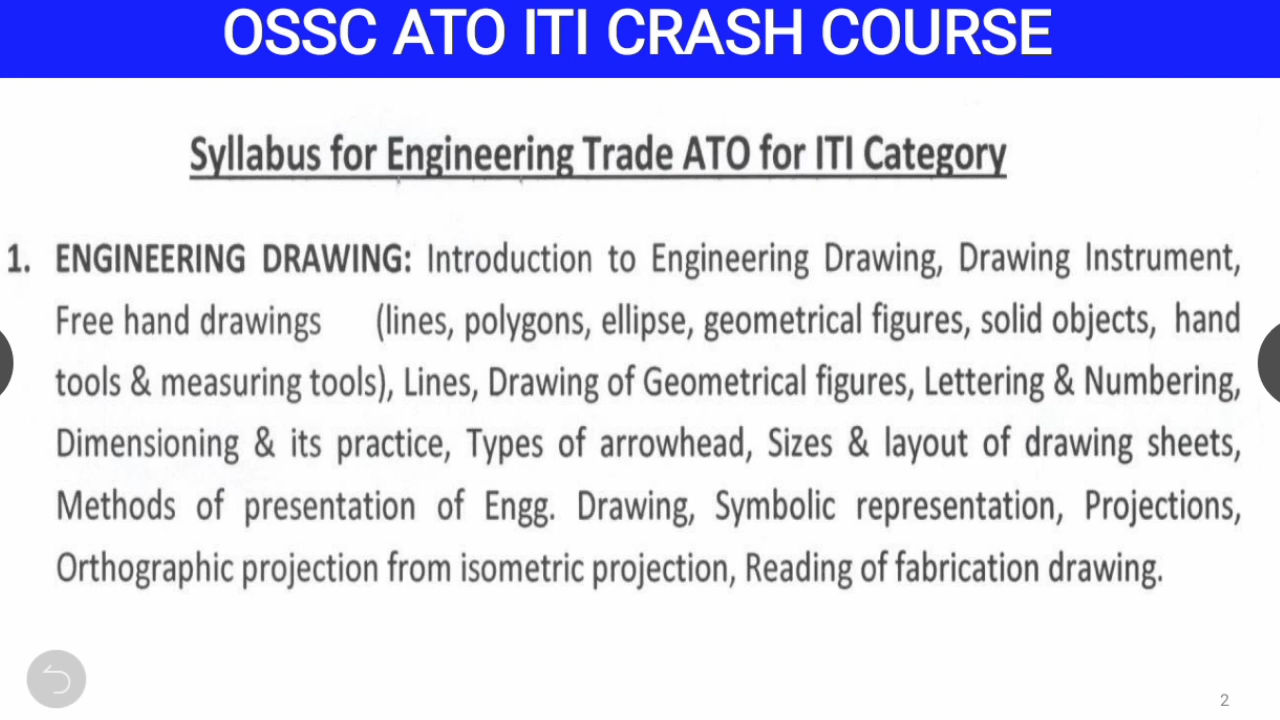 OSSC ATO ITI CRASH COURSE
Syllabus for Engineering Trade ATO for ITI Category
1. ENGINEERING DRAWING: Introduction to Engineering Drawing, Drawing Instrument,
Free hand drawings (lines, polygons, ellipse, geometrical figures, solid objects, hand
tools & measuring tools), Lines, Drawing of Geometrical figures, Lettering & Numbering,
Dimensioning & its practice, Types of arrowhead, Sizes & layout of drawing sheets,
Methods of presentation of Engg. Drawing, Symbolic representation, Projections,
Orthographic projection from isometric projection, Reading of fabrication drawing.
2